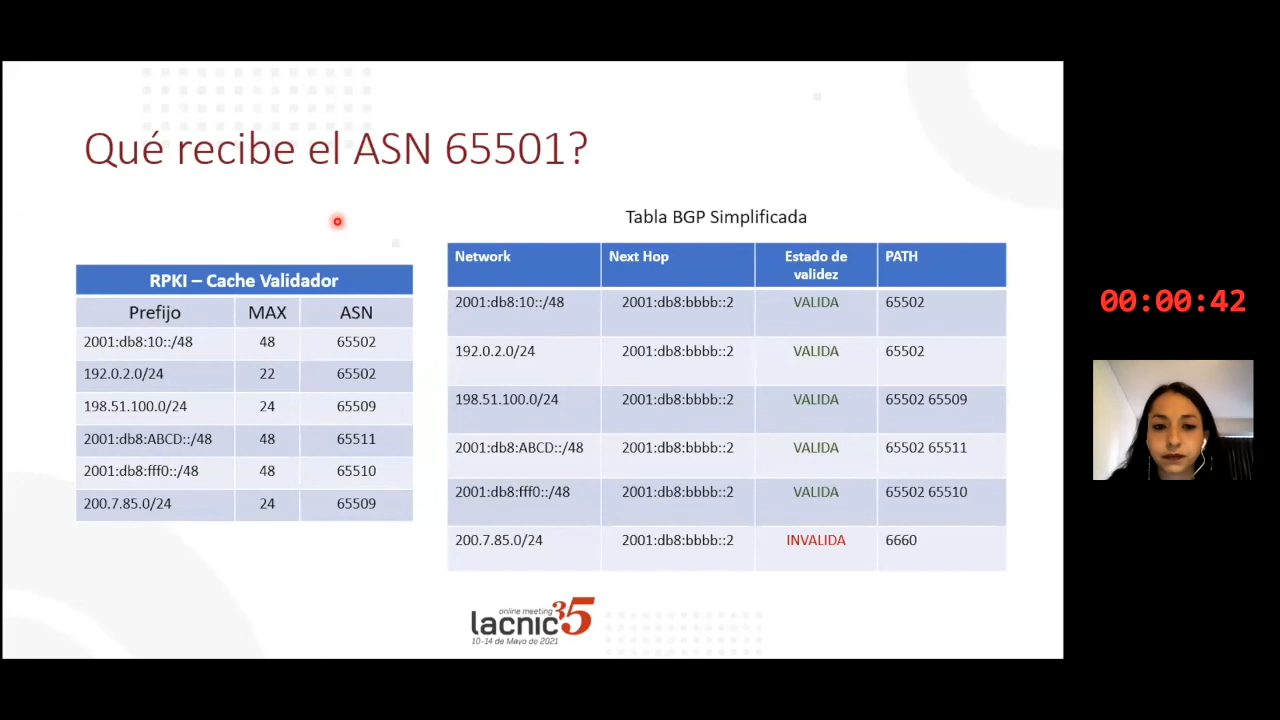 Qué recibe el ASN 65501?
RPKI – Cache Validador
Prefijo MAX ASN
2001:db8:10::/48 48 65502
192.0.2.0/24 22 65502
198.51.100.0/24 24 65509
2001:db8:ABCD::/48 48 65511
2001:db8:fff0::/48 48 65510
200.7.85.0/24 24 65509
Tabla BGP Simplificada
Network Next Hop Estado de validez PATH
2001:db8:10::/48 2001:db8:bbbb::2 VALIDA 65502
192.0.2.0/24 2001:db8:bbbb::2 VALIDA 65502
198.51.100.0/24 2001:db8:bbbb::2 VALIDA 65502 65509
2001:db8:ABCD::/48 2001:db8:bbbb::2 VALIDA 65502 65511
2001:db8:fff0::/48 2001:db8:bbbb::2 VALIDA 65502 65510
200.7.85.0/24 2001:db8:bbbb::2 INVALIDA 6660
online meeting
lacnic 35
10-14 de Mayo de 2021
00:00:42